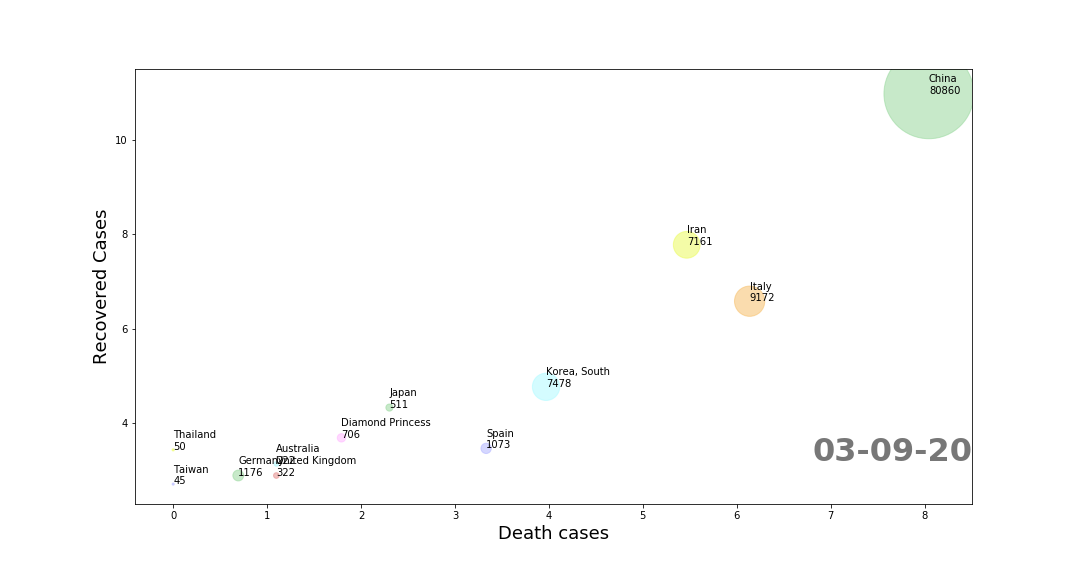 China
80860
10
8
Iran
7161
Italy
9172
6
Recovered Cases
Korea, South
7478
Japan
511
4
Diamond Princess
706
Spain
1073
Thailand
50
Australia
Germany
United Kingdom
1176
322
Taiwan
45
03-09-20
0 1 2 3 4 5 6 7 8
Death cases